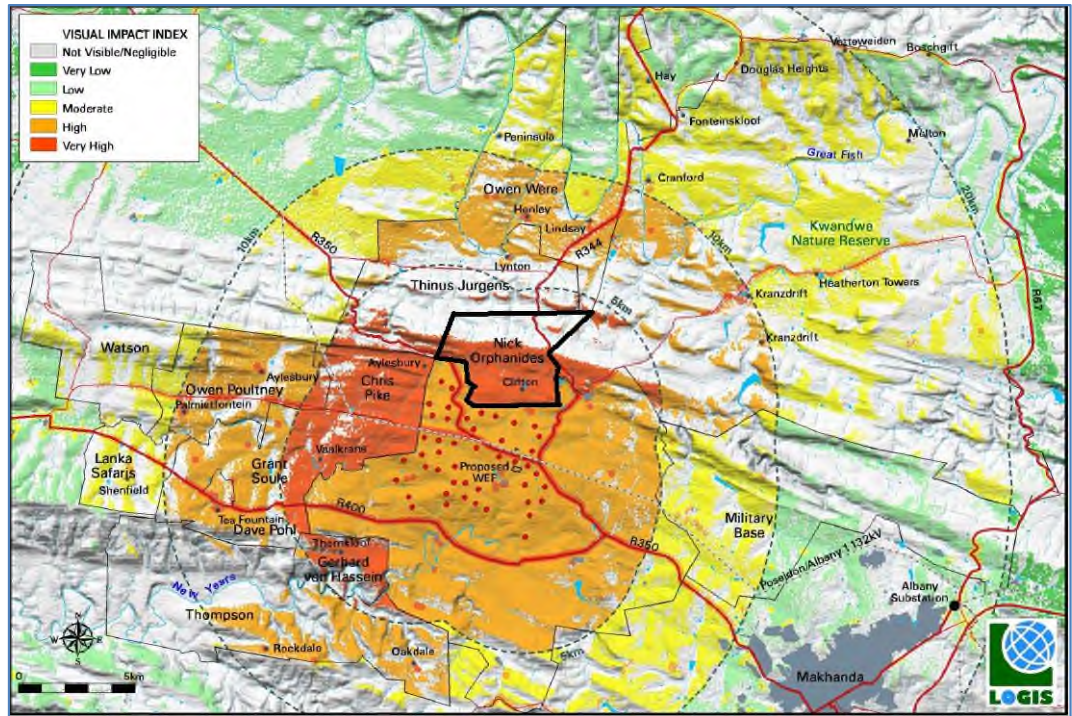 VISUAL IMPACT INDEX
Not Visible/Negligible
Very Low
Low
Moderate
High
Very High
Hay
Douglas Heights
Boschgift
Fonteinskloof
Peninsula
Melton
Great Fish
Cranford
Owen Were
Henley
Lindsay
20km
10km
R350
R344
10km
Kwandwe
Nature Reserve
Lynton
Thinus Jurgens
Heatherton Towers
Kranzdrift
R67
5km
Kranzdrift
Nick
Orphanides
Watson
Aylesbury
Aylesbury
Chris
Pike
Clifton
Owen Poultney
Palmietfontein
Vaalkrans
Lanka
Safaris
Shenfield
Grant
Soule
Proposed
WEF
R400
Tea Fountain
Dave Pohl
Military
Base
R350
Thornkloof
Gerhard
von Hassein
Poseidon/Albany 1 132kV
New Years
Albany
Substation
Thompson
Rockdale
Oakdale
5km
Makhanda
N
W E
S
0 5km
LOGIS